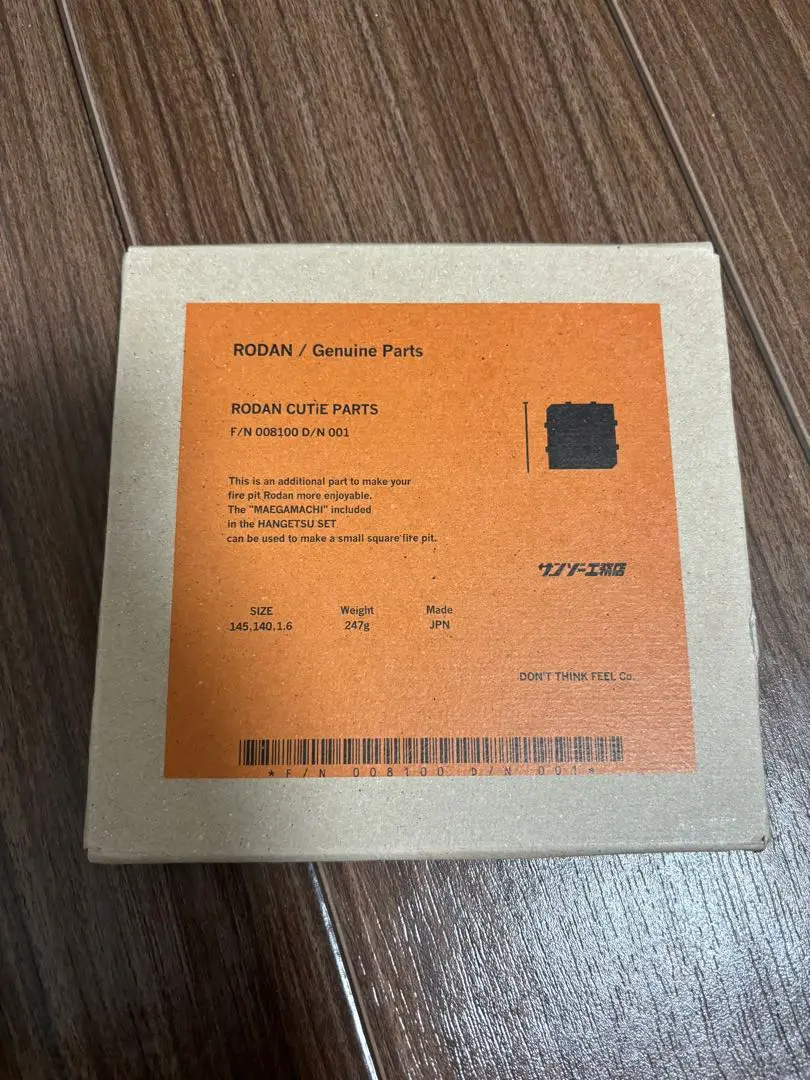 RODAN / Genuine Parts
RODAN CUTiE PARTS
F/N 008100 D/N 001
This is an additional part to make your
fire pit Rodan more enjoyable.
The "MAEGAMACHI" included
in the HANGETSU SET
can be used to make a small square fire pit.
サンゾー工務店
SIZE Weight Made
145,140,1.6 247g JPN
DON'T THINK FEEL Co.
*F/N 008100 D/N 001*